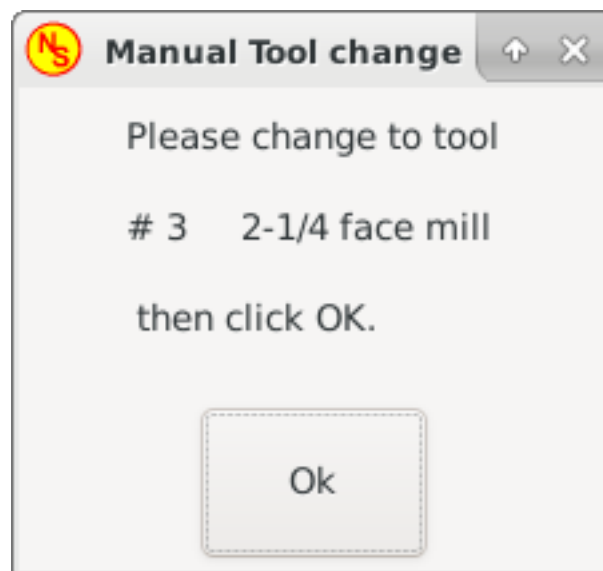 NS Manual Tool change
Please change to tool
# 3 2-1/4 face mill
then click OK.
Ok